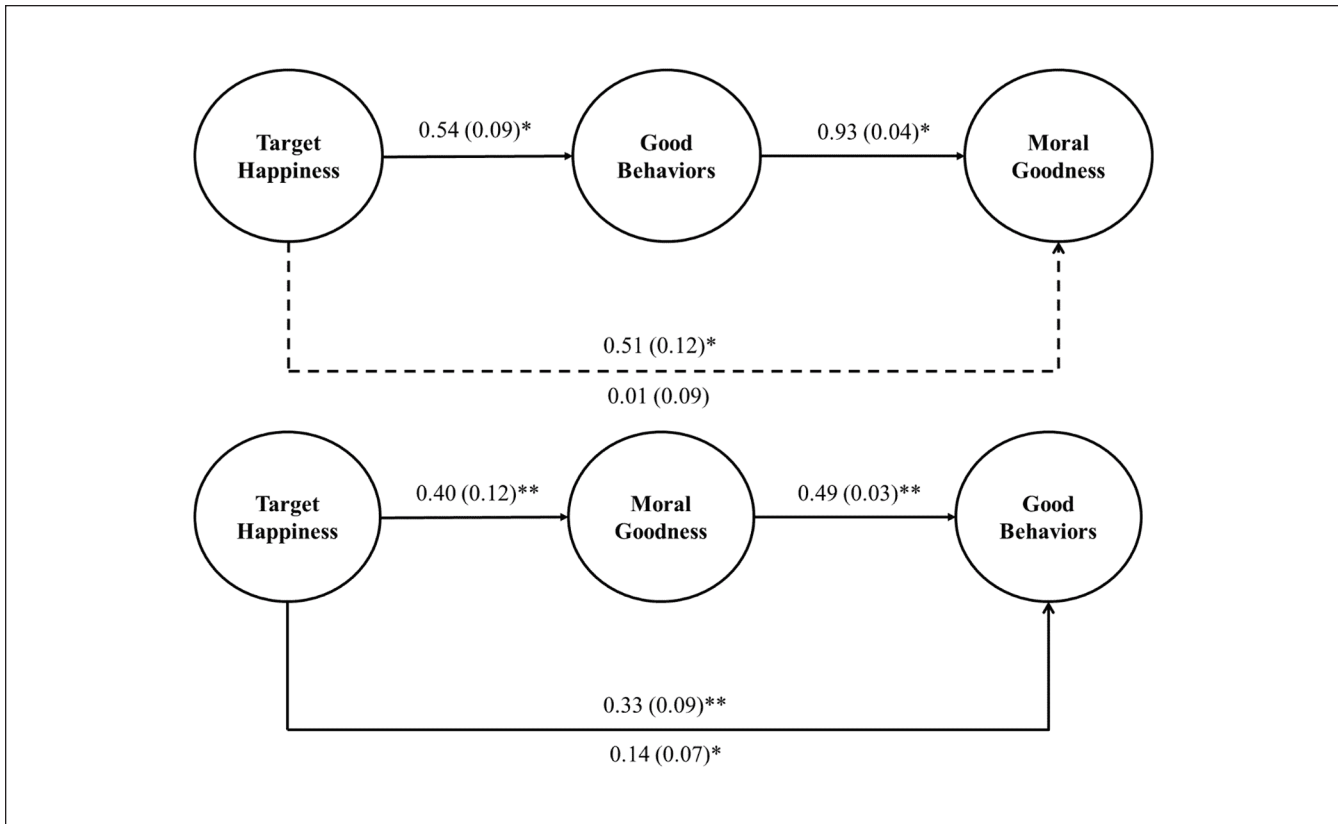 Target
Happiness
0.54 (0.09)*
Good
Behaviors
0.93 (0.04)*
Moral
Goodness
0.51 (0.12)*
0.01 (0.09)
Target
Happiness
0.40 (0.12)**
Moral
Goodness
0.49 (0.03)**
Good
Behaviors
0.33 (0.09)**
0.14 (0.07)*